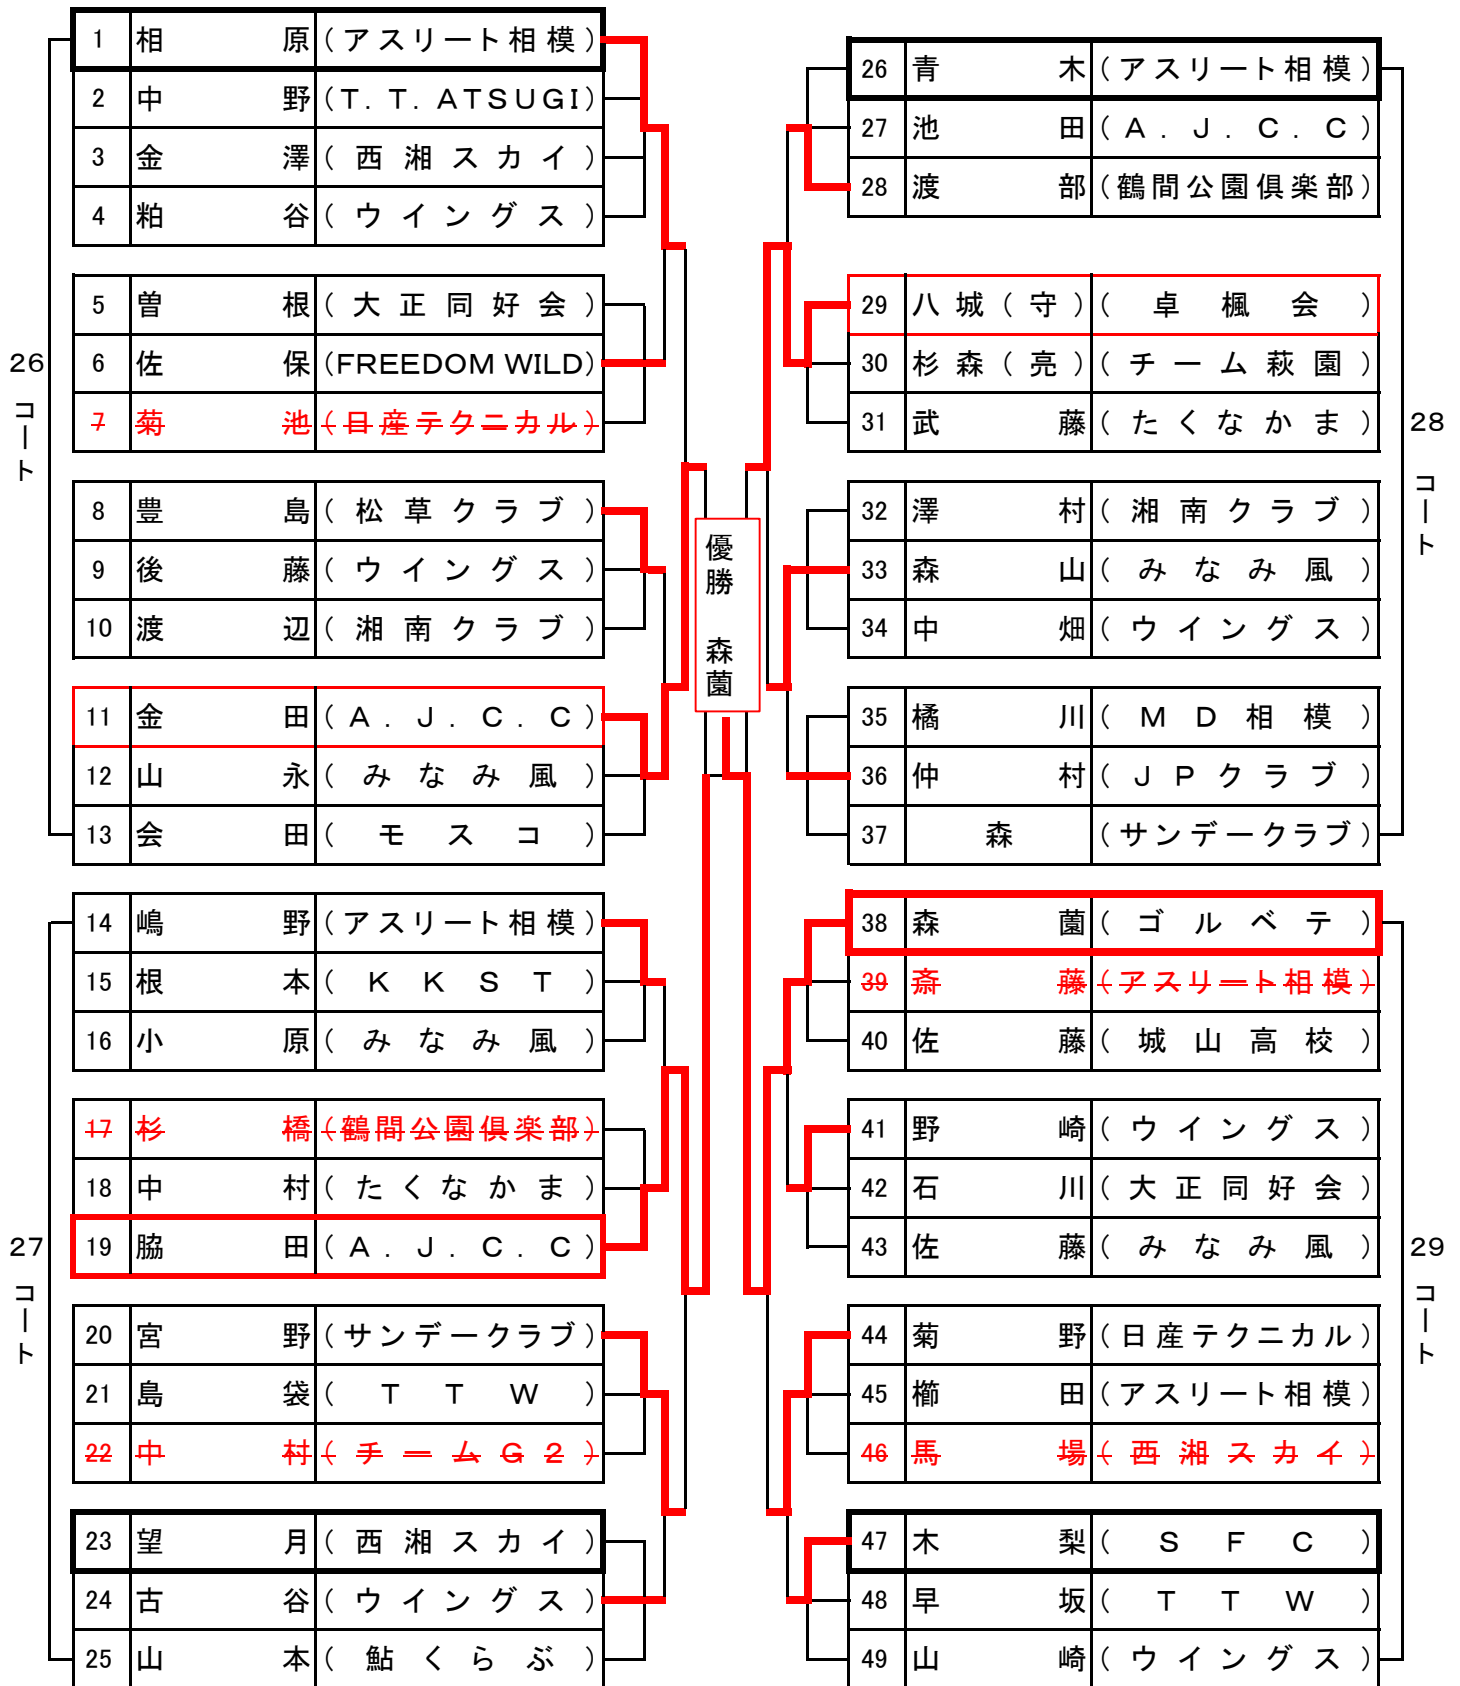 1 相原 (アスリート相模)
2 中野 (T.T.ATSUGI)
3 金澤 (西湘スカイ)
4 粕谷 (ウイングス)
5 曽根 (大正同好会)
6 佐保 (FREEDOM WILD)
7 菊池 (日産テクニカル)
8 豊島 (松草クラブ)
9 後藤 (ウイングス)
10 渡辺 (湘南クラブ)
11 金田 (A.J.C.C)
12 山永 (みなみ風)
13 会田 (モスコ)
26コート
14 嶋野 (アスリート相模)
15 根本 (KKST)
16 小原 (みなみ風)
17 杉橋 (鶴間公園倶楽部)
18 中村 (たくなかま)
19 脇田 (A.J.C.C)
20 宮野 (サンデークラブ)
21 島袋 (TTW)
22 中村 (チームG2)
23 望月 (西湘スカイ)
24 古谷 (ウイングス)
25 山本 (鮎くらぶ)
27コート
優勝 森薗
26 青木 (アスリート相模)
27 池田 (A.J.C.C)
28 渡部 (鶴間公園倶楽部)
29 八城(守) (卓楓会)
30 杉森(亮) (チーム萩園)
31 武藤 (たくなかま)
32 澤村 (湘南クラブ)
33 森山 (みなみ風)
34 中畑 (ウイングス)
35 橘川 (MD相模)
36 仲村 (JPクラブ)
37 森 (サンデークラブ)
28コート
38 森薗 (ゴルベテ)
39 斎藤 (アスリート相模)
40 佐藤 (城山高校)
41 野崎 (ウイングス)
42 石川 (大正同好会)
43 佐藤 (みなみ風)
44 菊野 (日産テクニカル)
45 櫛田 (アスリート相模)
46 馬場 (西湘スカイ)
47 木梨 (SFC)
48 早坂 (TTW)
49 山崎 (ウイングス)
29コート